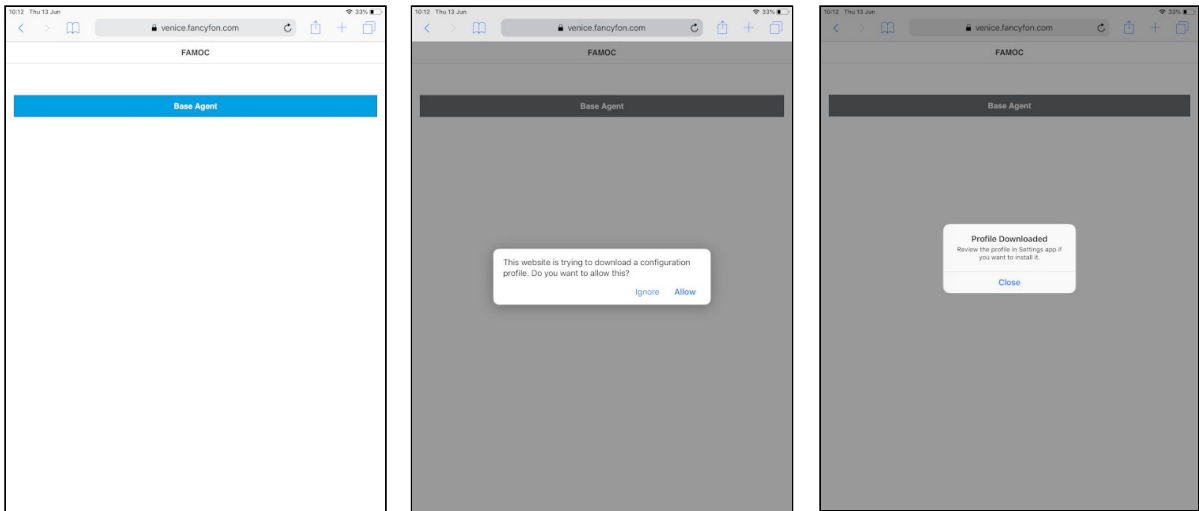 10:12 Thu 13 Jun
33%
venice.fancyfon.com
FAMOC
Base Agent
10:12 Thu 13 Jun
33%
venice.fancyfon.com
FAMOC
Base Agent
This website is trying to download a configuration
profile. Do you want to allow this?
Ignore
Allow
10:12 Thu 13 Jun
33%
venice.fancyfon.com
FAMOC
Base Agent
Profile Downloaded
Review the profile in Settings app if
you want to install it.
Close